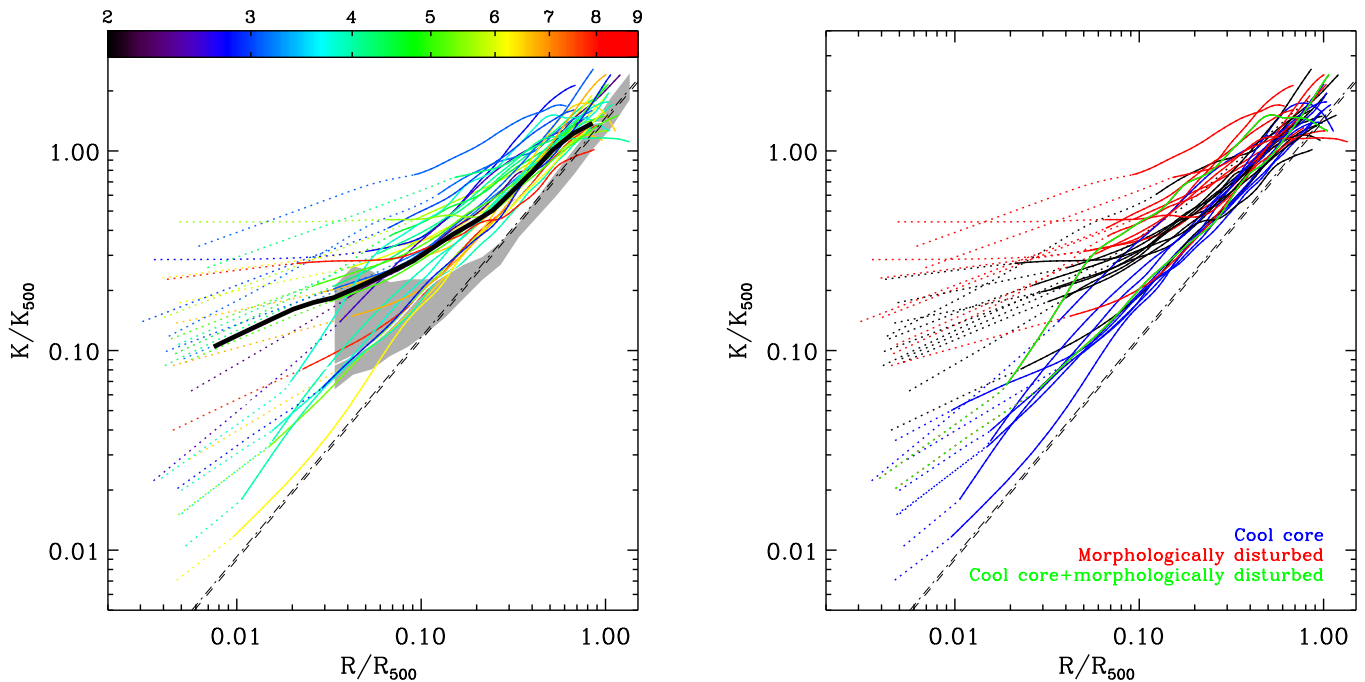 2 3 4 5 6 7 8 9
K/K500
1.00
0.10
0.01
0.01 0.10 1.00
R/R500
K/K500
1.00
0.10
0.01
Cool core
Morphologically disturbed
Cool core+morphologically disturbed
0.01 0.10 1.00
R/R500